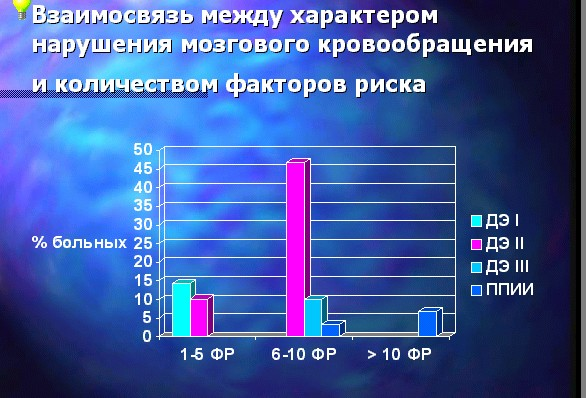 Взаимосвязь между характером
нарушения мозгового кровообращения
и количеством факторов риска
50
45
40
35
30
25
20
15
10
5
0
% больных
1-5 ФР
6-10 ФР
> 10 ФР
ДЭ I
ДЭ II
ДЭ III
ППИИ